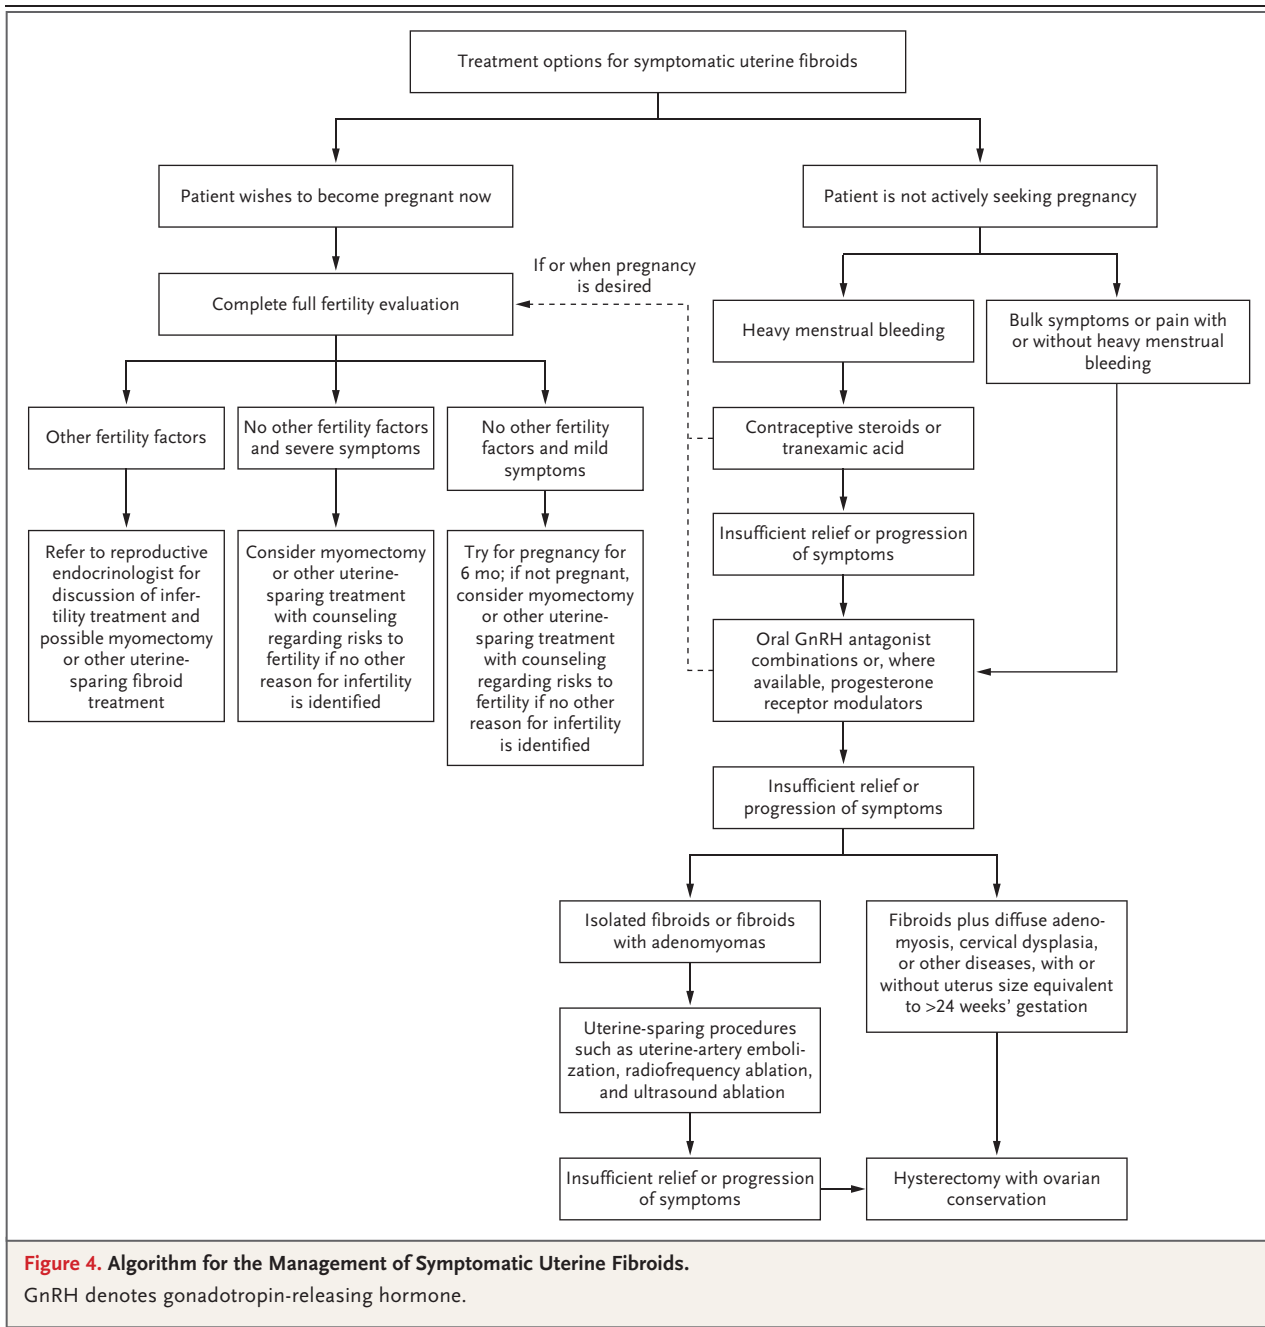 Treatment options for symptomatic uterine fibroids
Patient wishes to become pregnant now
Patient is not actively seeking pregnancy
If or when pregnancy
is desired
Complete full fertility evaluation
Heavy menstrual bleeding
Bulk symptoms or pain with
or without heavy menstrual
bleeding
Other fertility factors
No other fertility factors
and severe symptoms
No other fertility
factors and mild
symptoms
Contraceptive steroids or
tranexamic acid
Insufficient relief or progression
of symptoms
Refer to reproductive
endocrinologist for
discussion of infer-
tility treatment and
possible myomectomy
or other uterine-
sparing fibroid
treatment
Consider myomectomy
or other uterine-
sparing treatment
with counseling
regarding risks to
fertility if no other
reason for infertility
is identified
Try for pregnancy for
6 mo; if not pregnant,
consider myomectomy
or other uterine-
sparing treatment
with counseling
regarding risks to
fertility if no other
reason for infertility
is identified
Oral GnRH antagonist
combinations or, where
available, progesterone
receptor modulators
Insufficient relief or
progression of symptoms
Isolated fibroids or fibroids
with adenomyomas
Fibroids plus diffuse adeno-
myosis, cervical dysplasia,
or other diseases, with or
without uterus size equivalent
to >24 weeks’ gestation
Uterine-sparing procedures
such as uterine-artery emboli-
zation, radiofrequency ablation,
and ultrasound ablation
Insufficient relief or progression
of symptoms
Hysterectomy with ovarian
conservation
Figure 4. Algorithm for the Management of Symptomatic Uterine Fibroids.
GnRH denotes gonadotropin-releasing hormone.